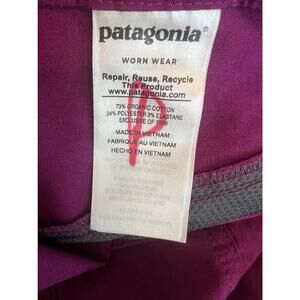 patagonia®
WORN WEAR
Repair, Reuse, Recycle
This Product
www.patagonia.com
73% ORGANIC COTTON
24% POLYESTER 3% ELASTANE
EXCLUSIVE OF TRIM
MADE IN VIETNAM
FABRIQUÉ AU VIETNAM
HECHO EN VIETNAM